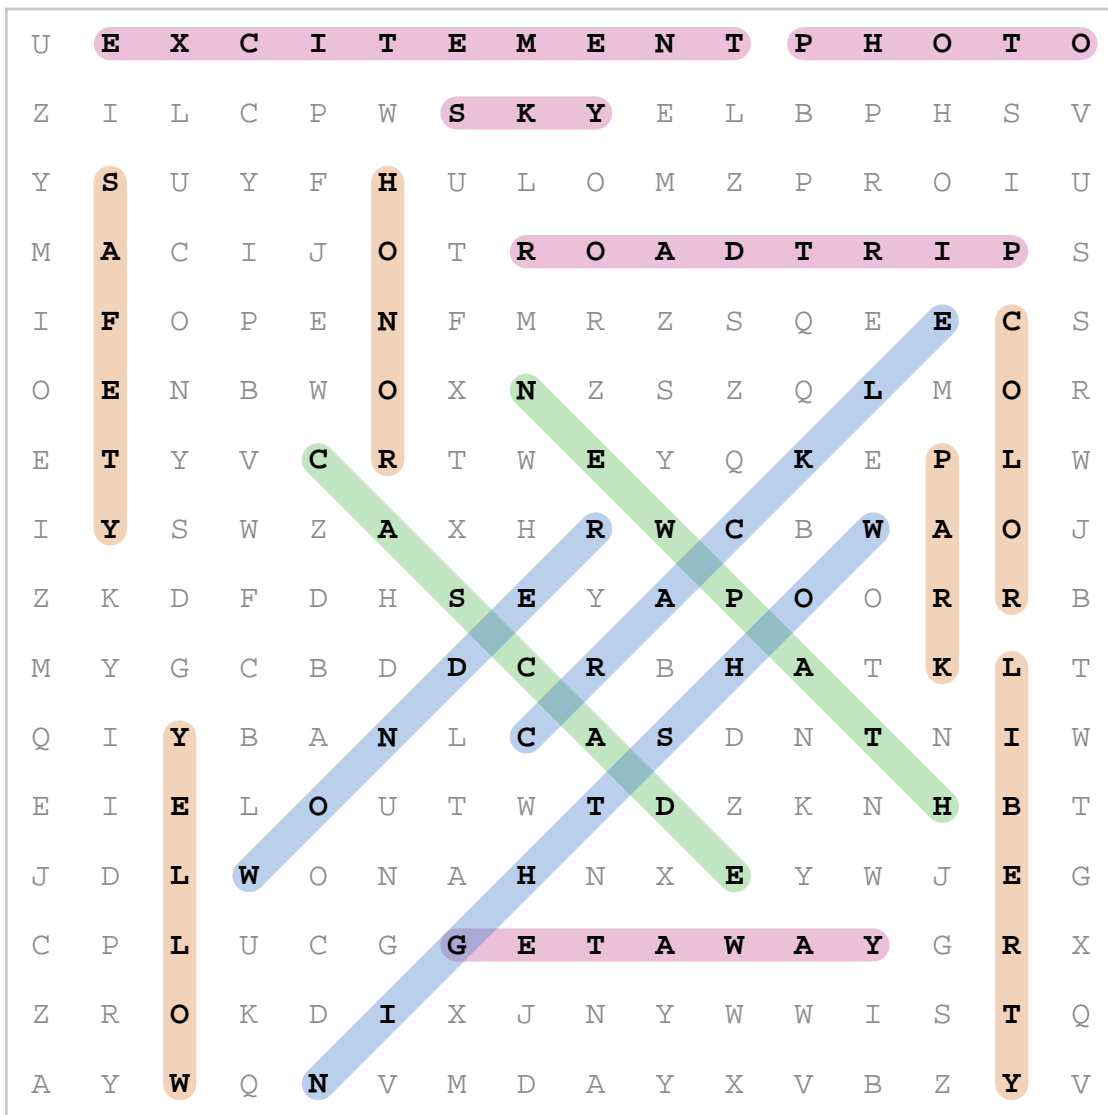 U E X C I T E M E N T P H O T O
Z I L C P W S K Y E L B P H S V
Y S U Y F H U L O M Z P R O I U
M A C I J O T R O A D T R I P S
I F O P E N F M R Z S Q E E C S
O E N B W O X N Z S Z Q L M O R
E T Y V C R T W E Y Q K E P L W
I Y S W Z A X H R W C B W A O J
Z K D F D H S E Y A P O O R R B
M Y G C B D D C R B H A T K L T
Q I Y B A N L C A S D N T N I W
E I E L O U T W T D Z K N H B T
J D L W O N A H N X E Y W J E G
C P L U C G G E T A W A Y G R X
Z R O K D I X J N Y W W I S T Q
A Y W Q N V M D A Y X V B Z Y V